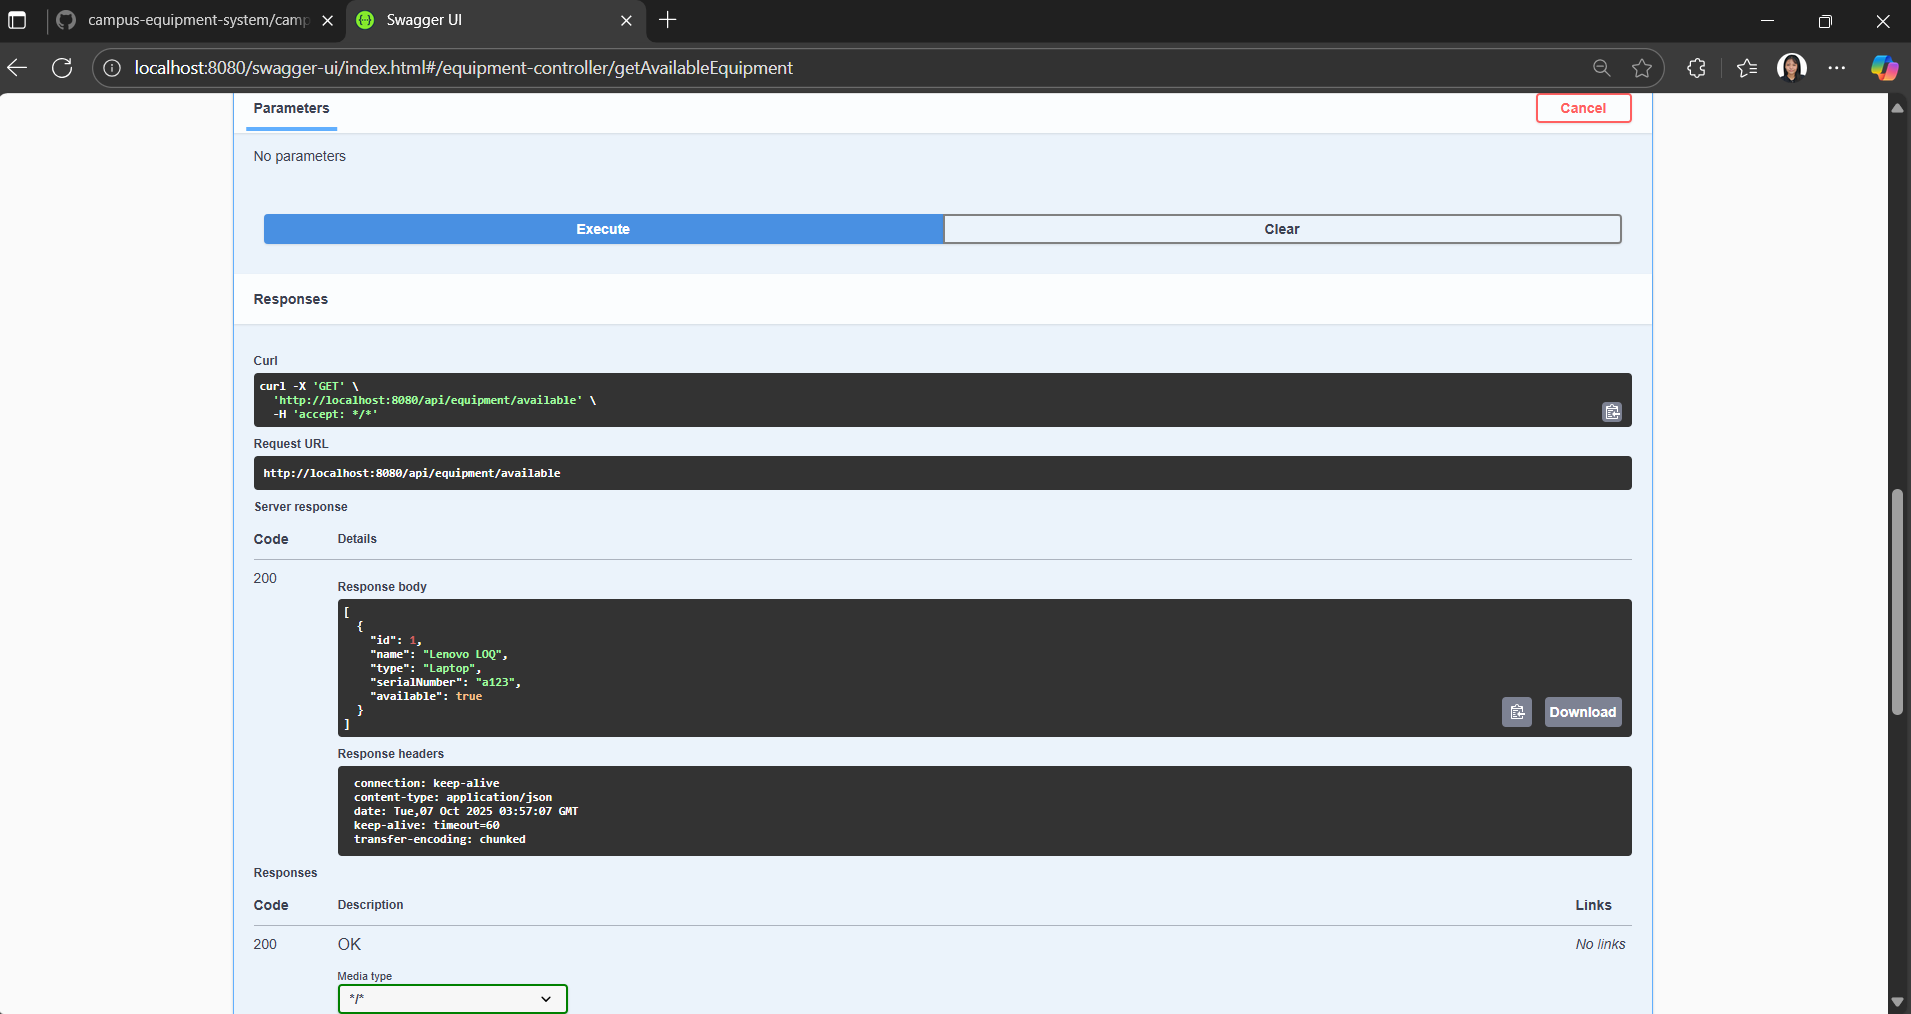 campus-equipment-system/camp
Swagger UI
localhost:8080/swagger-ui/index.html#/equipment-controller/getAvailableEquipment
Parameters
Cancel
No parameters
Execute
Clear
Responses
Curl
curl -X 'GET' \
  'http://localhost:8080/api/equipment/available' \
  -H 'accept: */*'
Request URL
http://localhost:8080/api/equipment/available
Server response
Code
Details
200
Response body
[
  {
    "id": 1,
    "name": "Lenovo LOQ",
    "type": "Laptop",
    "serialNumber": "a123",
    "available": true
  }
]
Download
Response headers
connection: keep-alive
content-type: application/json
date: Tue,07 Oct 2025 03:57:07 GMT
keep-alive: timeout=60
transfer-encoding: chunked
Responses
Code
Description
Links
200
OK
No links
Media type
*/*